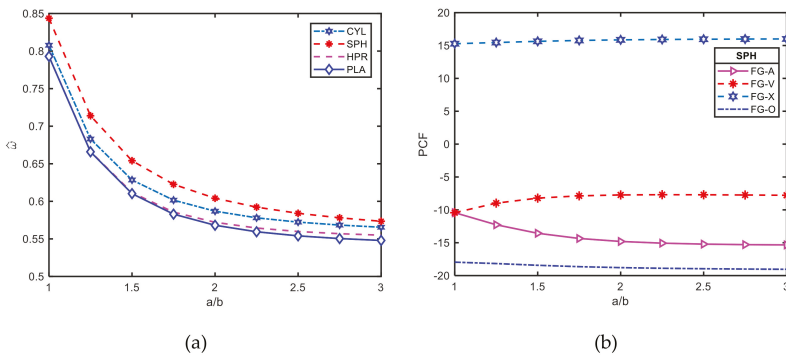 0.85
0.8
0.75
0.7
0.65
0.6
0.55
0.5
ω̂
1
1.5
2
2.5
3
a/b
CYL
SPH
HPR
PLA
(a)
20
15
10
5
0
-5
-10
-15
-20
PCF
1
1.5
2
2.5
3
a/b
SPH
FG-A
FG-V
FG-X
FG-O
(b)